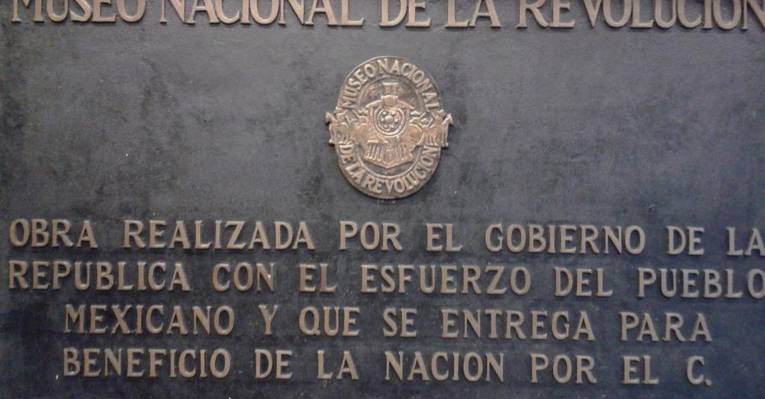 MUSEO NACIONAL DE LA REVOLUCION
MUSEO NACIONAL
DE LA REVOLUCION
OBRA REALIZADA POR EL GOBIERNO DE LA
REPUBLICA CON EL ESFUERZO DEL PUEBLO
MEXICANO Y QUE SE ENTREGA PARA
BENEFICIO DE LA NACION POR EL C.